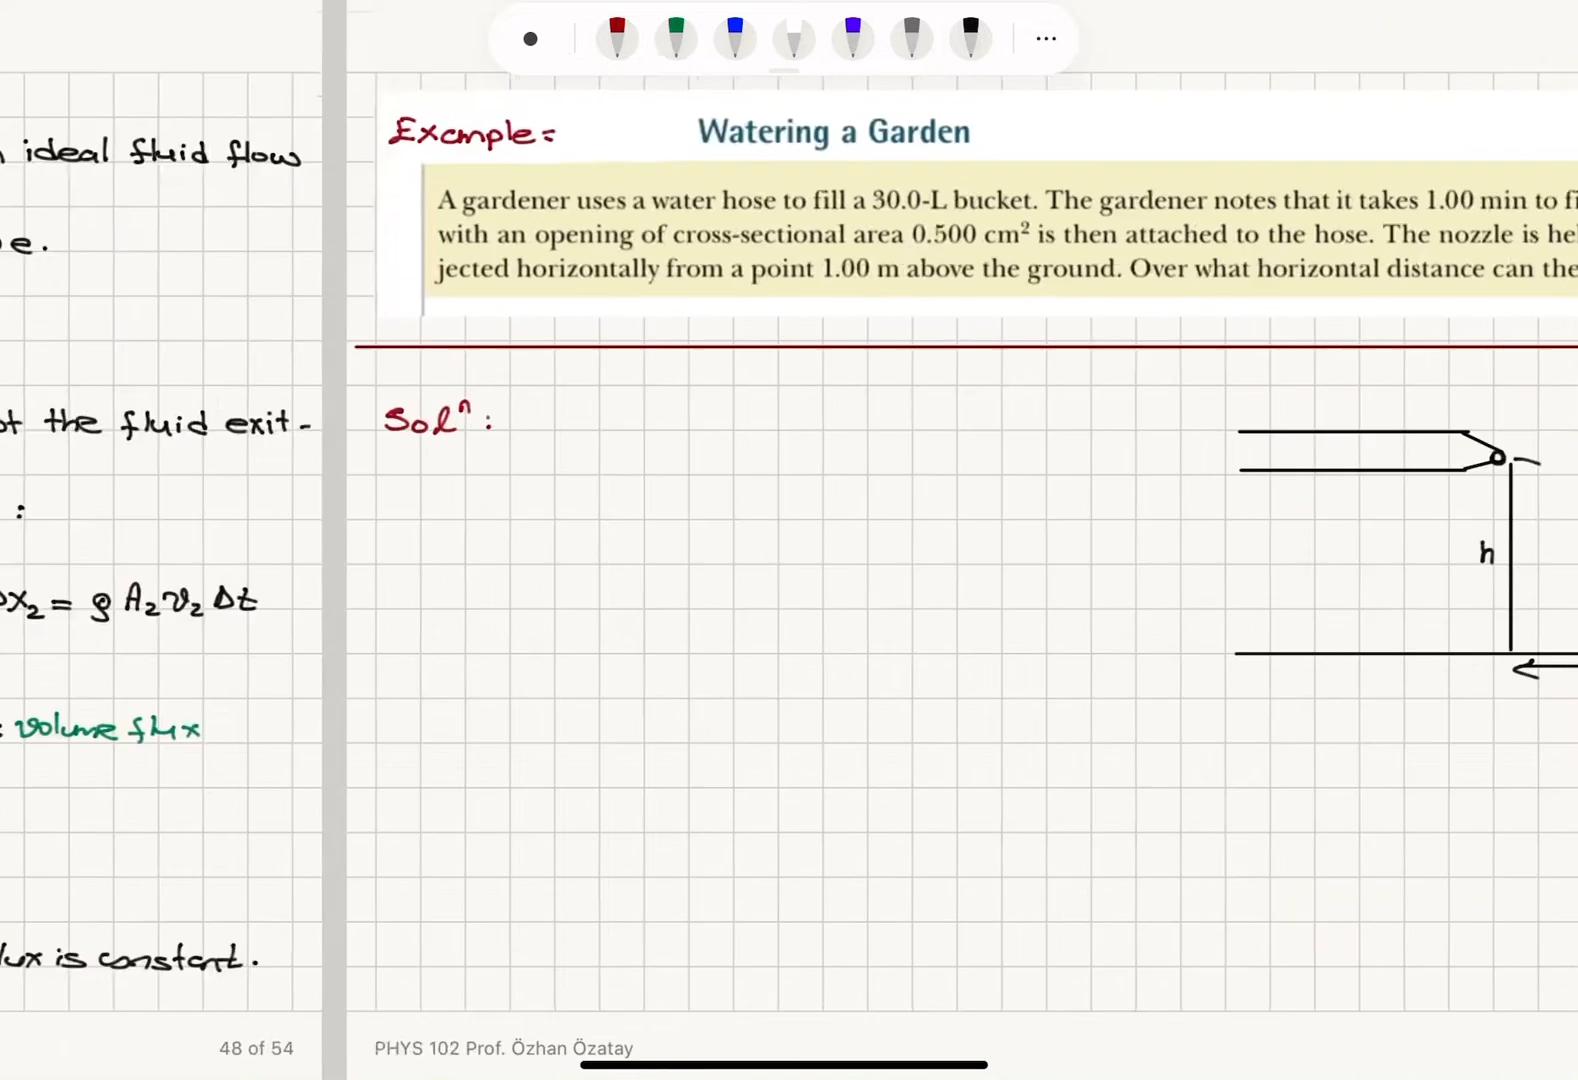 ideal fluid flow
e.
the fluid exit-
:
x₂ = ρ A₂v₂ Δt
: volume flux
is constant.
48 of 54
Example:
Watering a Garden
A gardener uses a water hose to fill a 30.0-L bucket. The gardener notes that it takes 1.00 min to
with an opening of cross-sectional area 0.500 cm² is then attached to the hose. The nozzle is
jected horizontally from a point 1.00 m above the ground. Over what horizontal distance can the
Solⁿ :
h
PHYS 102 Prof. Özhan Özatay